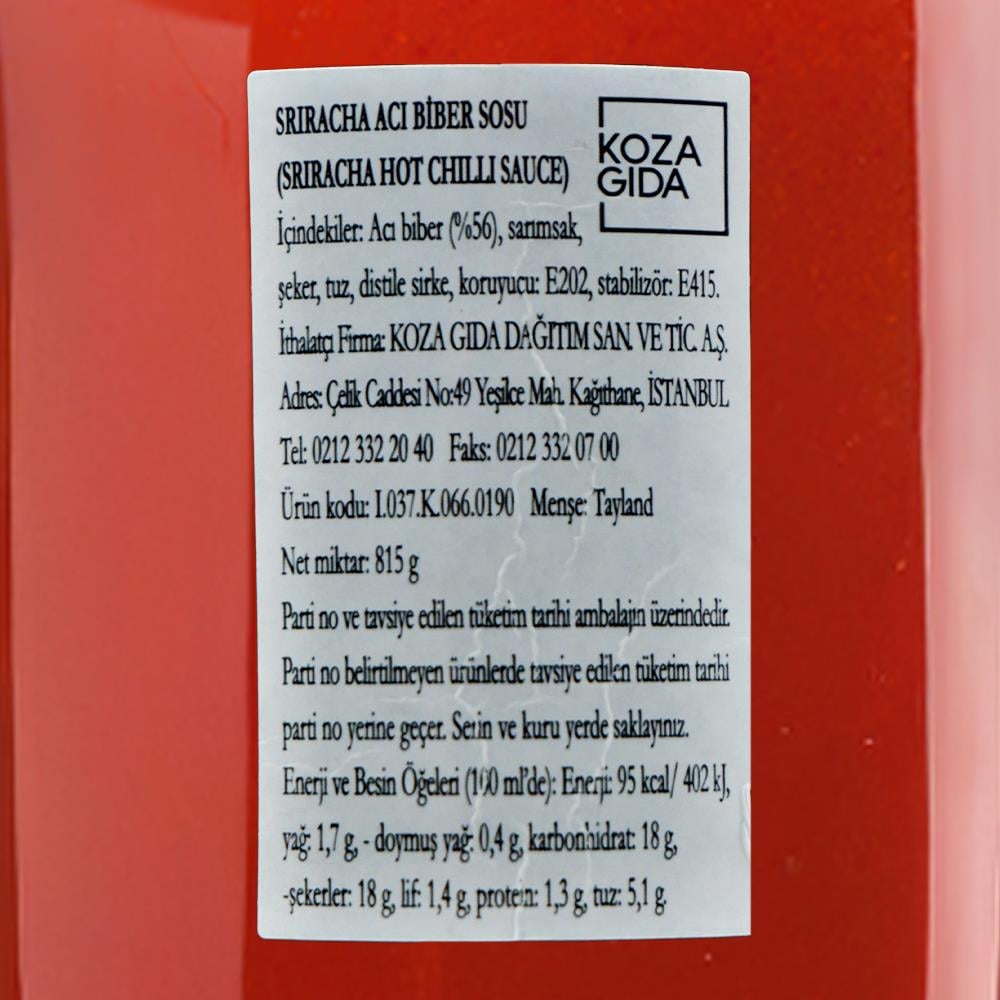 SRIRACHA ACI BİBER SOSU
(SRIRACHA HOT CHILLI SAUCE)
KOZA
GIDA
İçindekiler: Acı biber (%56), sarımsak,
şeker, tuz, distile sirke, koruyucu: E202, stabilizör: E415.
İthalatçı Firma: KOZA GIDA DAĞITIM SAN. VE TİC. A.Ş.
Adres: Çelik Caddesi No:49 Yeşilce Mah. Kağıthane, İSTANBUL
Tel: 0212 332 20 40 Faks: 0212 332 07 00
Ürün kodu: I.037.K.066.0190 Menşe: Tayland
Net miktar: 815 g
Parti no ve tavsiye edilen tüketim tarihi ambalajın üzerindedir.
Parti no belirtilmeyen ürünlerde tavsiye edilen tüketim tarihi
parti no yerine geçer. Serin ve kuru yerde saklayınız.
Enerji ve Besin Öğeleri (100 ml'de): Enerji: 95 kcal/ 402 kJ,
yağ: 1,7 g, - doymuş yağ: 0,4 g, karbonhidrat: 18 g,
-şekerler: 18 g, lif: 1,4 g, protein: 1,3 g, tuz: 5,1 g.